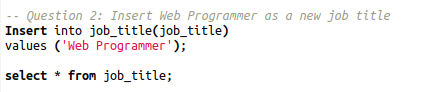 -- Question 2: Insert Web Programmer as a new job title
Insert into job_title(job_title)
values ('Web Programmer');
select * from job_title;